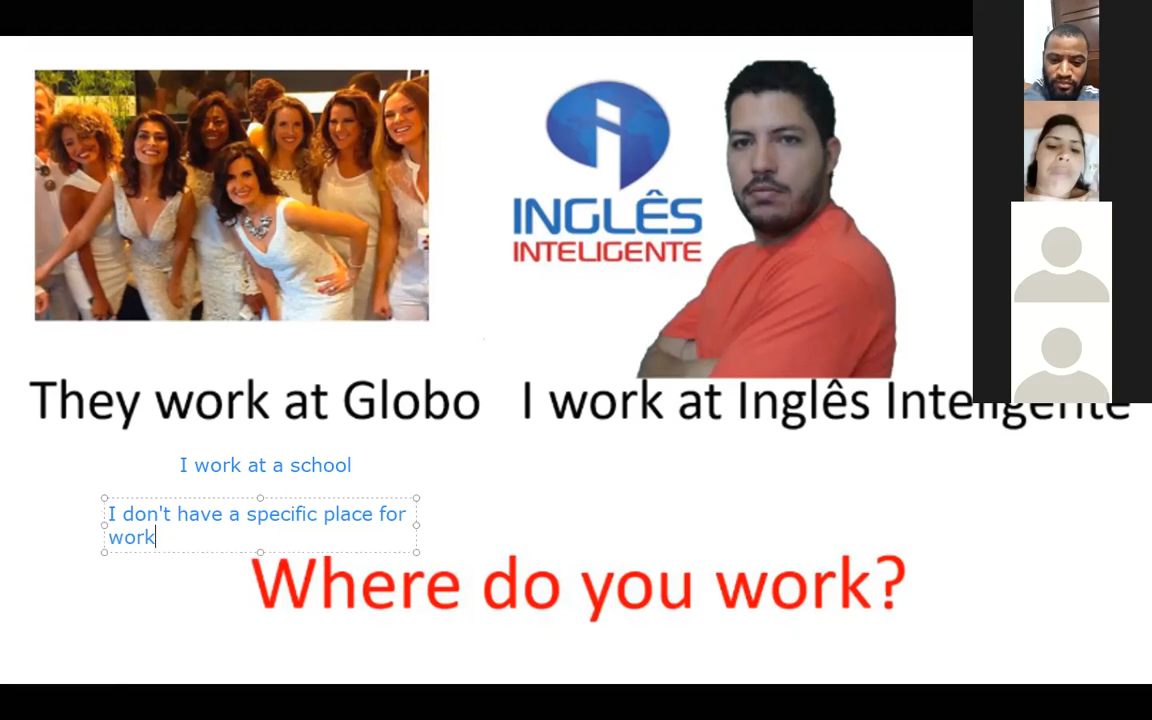 INGLÊS
INTELIGENTE
They work at Globo
I work at Inglês Inteligente
I work at a school
I don't have a specific place for
work
Where do you work?